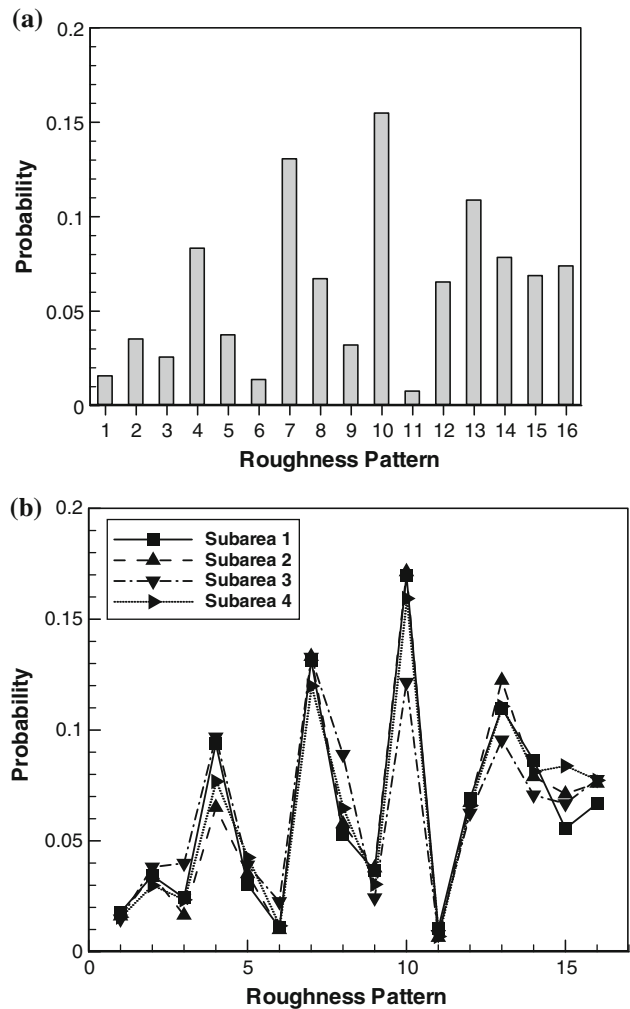 (a)
0.2
0.15
0.1
0.05
0
Probability
1 2 3 4 5 6 7 8 9 10 11 12 13 14 15 16
Roughness Pattern
(b)
0.2
0.15
0.1
0.05
0
Probability
Subarea 1
Subarea 2
Subarea 3
Subarea 4
0 5 10 15
Roughness Pattern